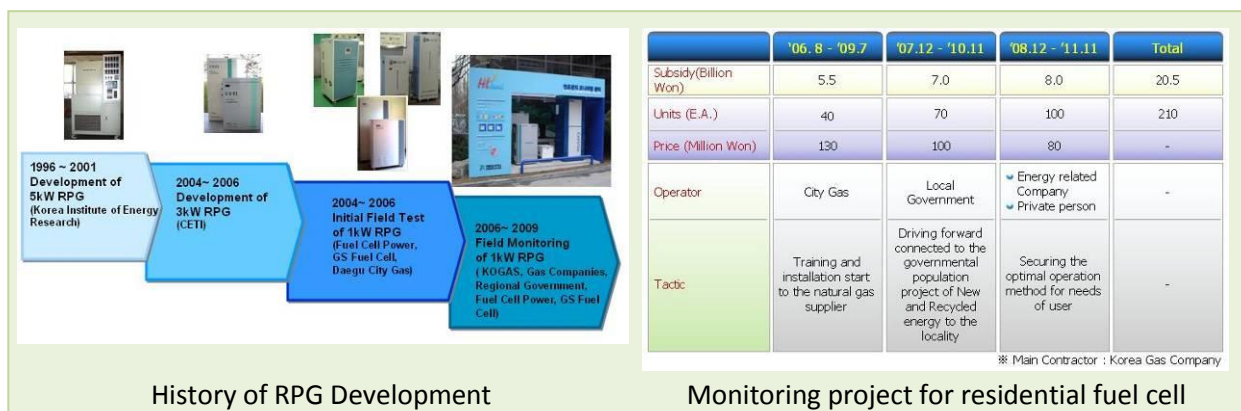 1996 ~ 2001
Development of
5kW RPG
(Korea Institute of Energy
Research)
2004~ 2006
Development of
3kW RPG
(CETI)
2004~ 2006
Initial Field Test
of 1kW RPG
(Fuel Cell Power,
GS Fuel Cell,
Daegu City Gas)
2006~ 2009
Field Monitoring
of 1kW RPG
( KOGAS, Gas Companies,
Regional Government,
Fuel Cell Power, GS Fuel
Cell)
History of RPG Development
'06. 8 - '09.7 '07.12 - '10.11 '08.12 - '11.11 Total
Subsidy(Billion
Won) 5.5 7.0 8.0 20.5
Units (E.A.) 40 70 100 210
Price (Million Won) 130 100 80 -
Operator City Gas Local
Government Energy related
Company
Private person -
Tactic Training and
installation start
to the natural gas
supplier Driving forward
connected to the
governmental
population
project of New
and Recycled
energy to the
locality Securing the
optimal operation
method for needs
of user -
※ Main Contractor : Korea Gas Company
Monitoring project for residential fuel cell